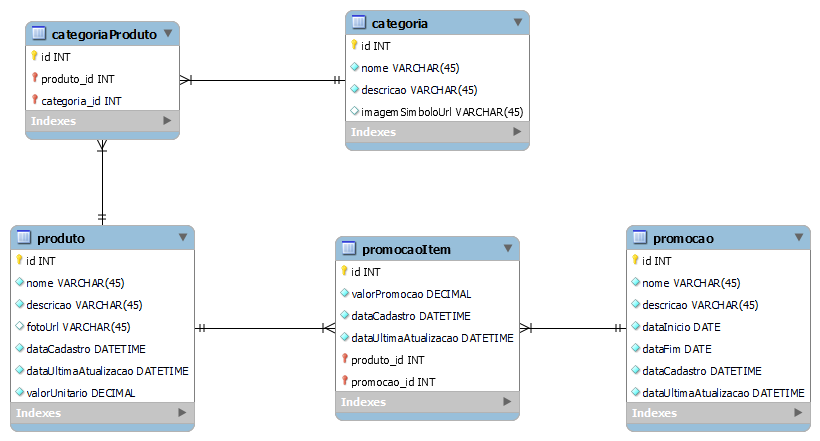 categoriaProduto
id INT
produto_id INT
categoria_id INT
Indexes
categoria
id INT
nome VARCHAR(45)
descricao VARCHAR(45)
imagemSimboloUrl VARCHAR(45)
Indexes
produto
id INT
nome VARCHAR(45)
descricao VARCHAR(45)
fotoUrl VARCHAR(45)
dataCadastro DATETIME
dataUltimaAtualizacao DATETIME
valorUnitario DECIMAL
Indexes
promocaoItem
id INT
valorPromocao DECIMAL
dataCadastro DATETIME
dataUltimaAtualizacao DATETIME
produto_id INT
promocao_id INT
Indexes
promocao
id INT
nome VARCHAR(45)
descricao VARCHAR(45)
dataInicio DATE
dataFim DATE
dataCadastro DATETIME
dataUltimaAtualizacao DATETIME
Indexes